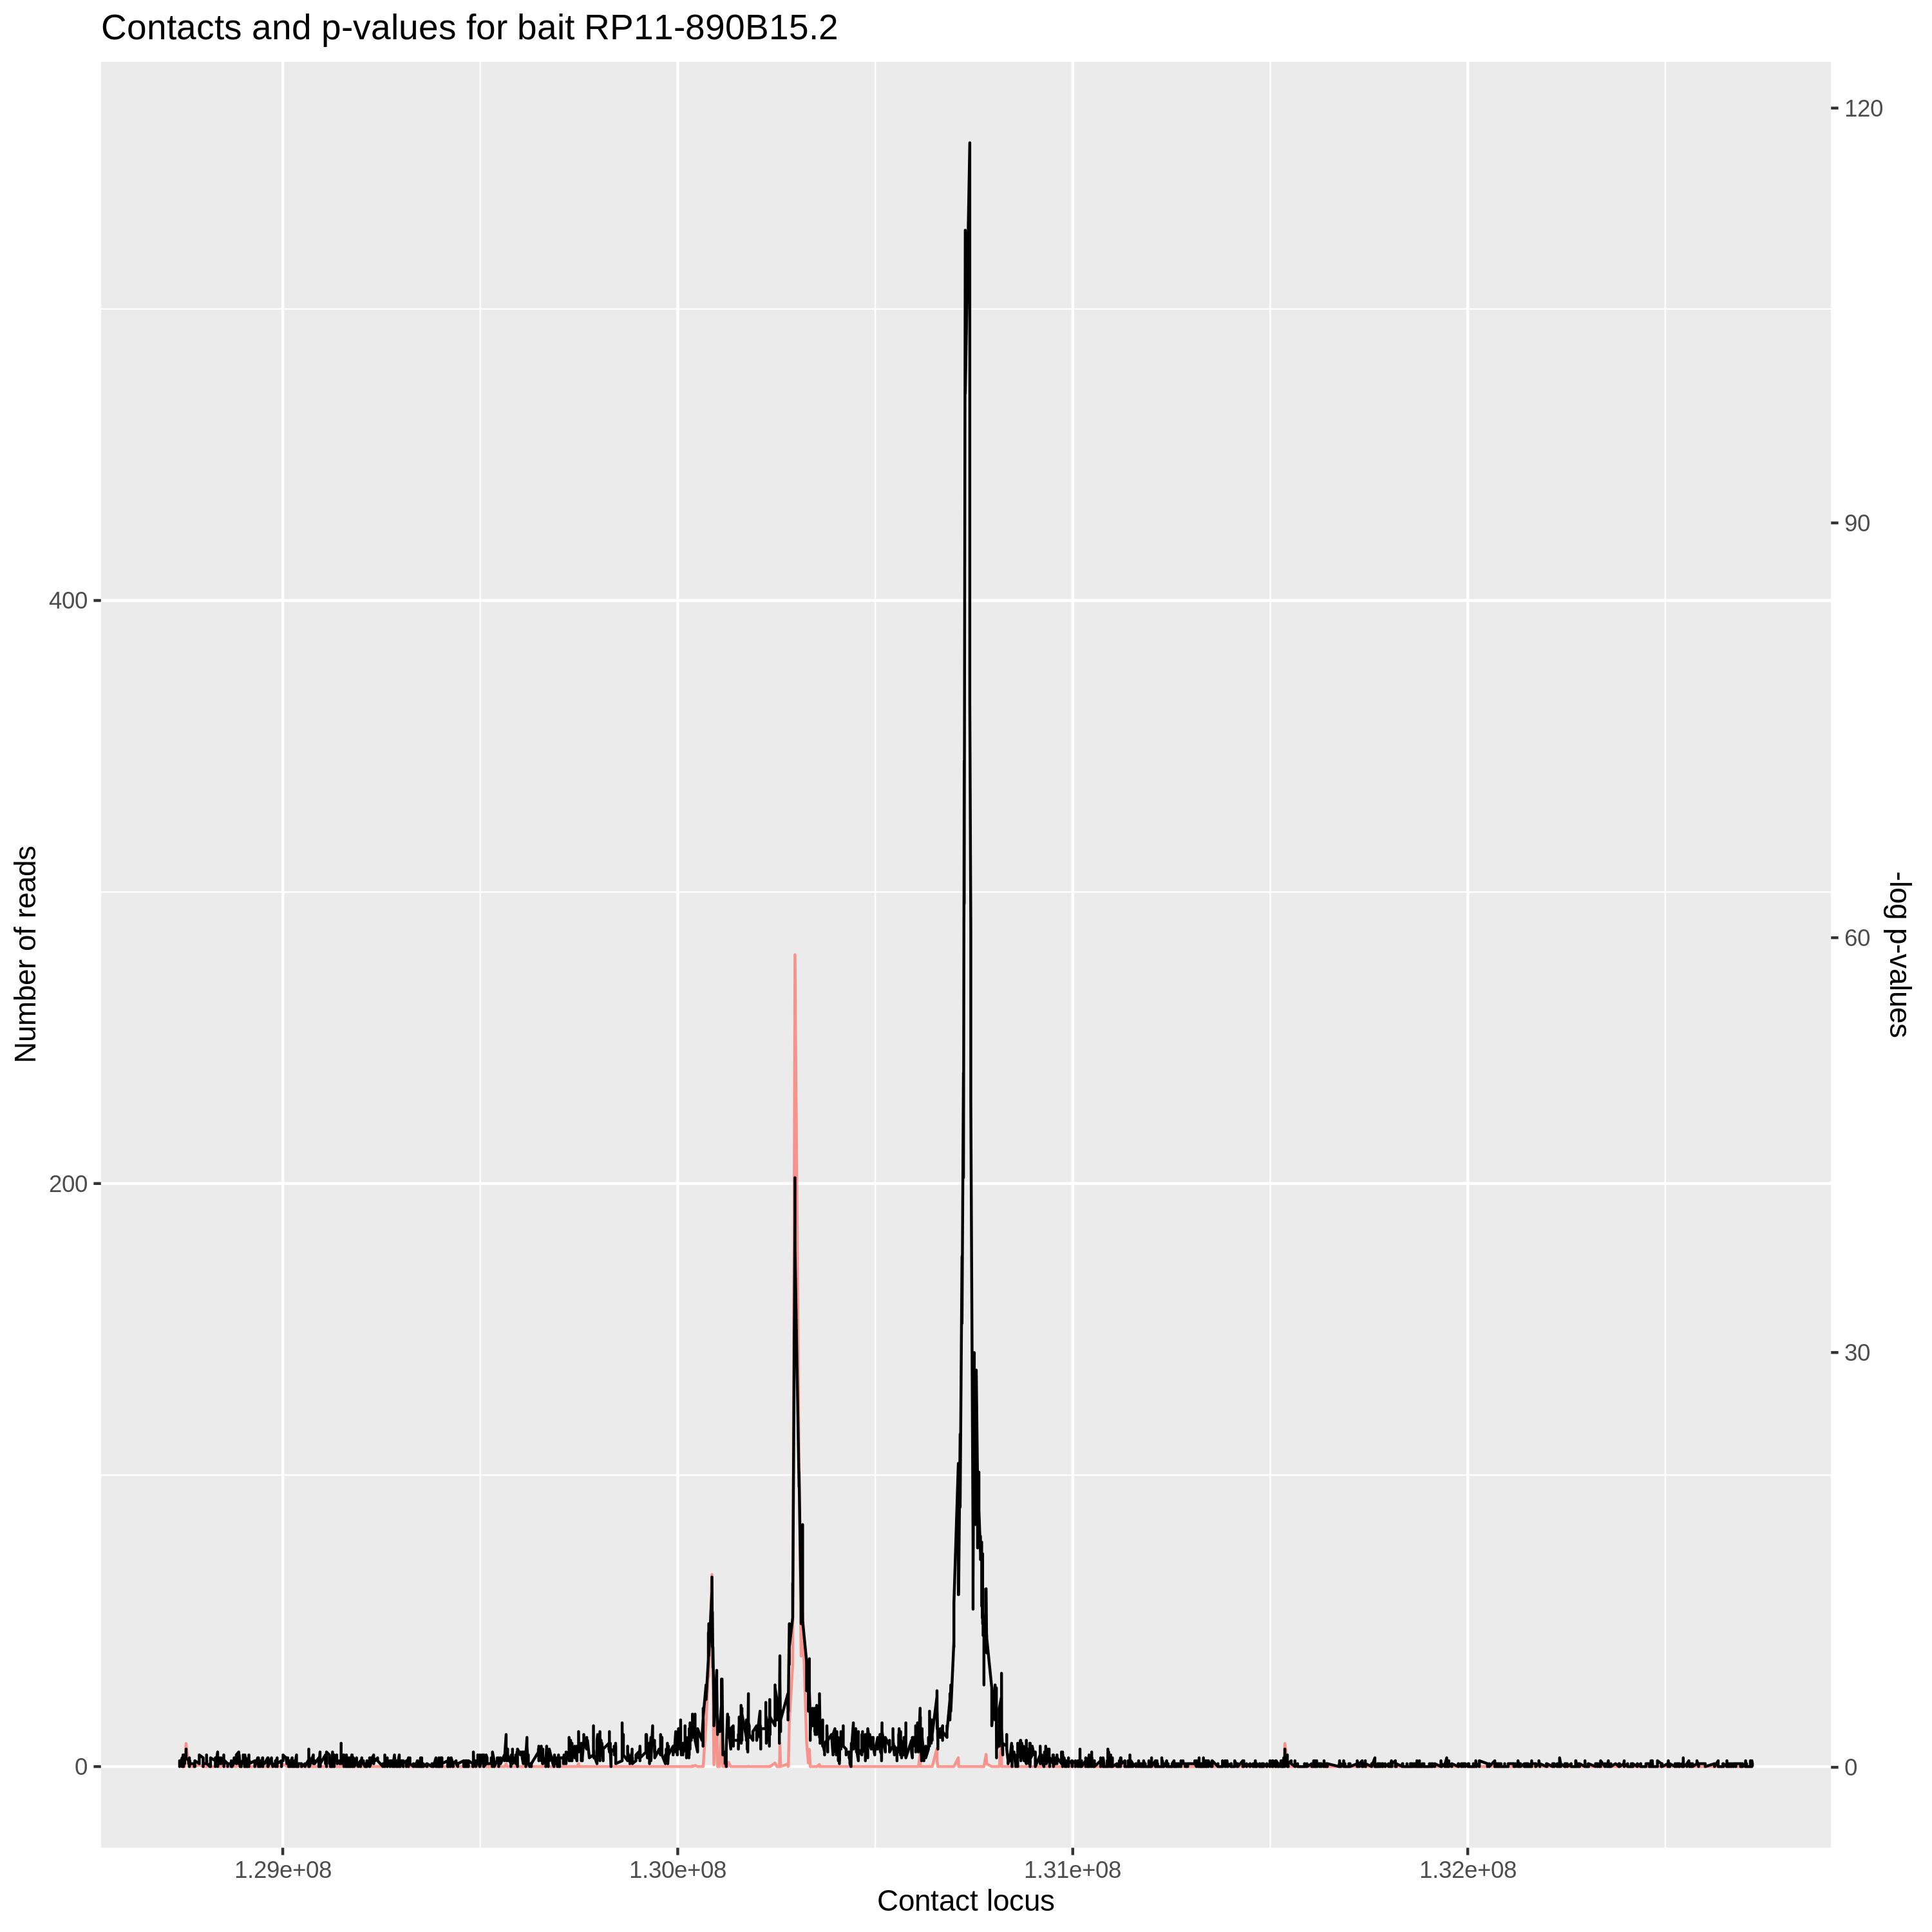 Contacts and p-values for bait RP11-890B15.2
120
90
400
60
Number of reads
-log p-values
200
30
0
0
1.29e+08
1.30e+08
1.31e+08
1.32e+08
Contact locus